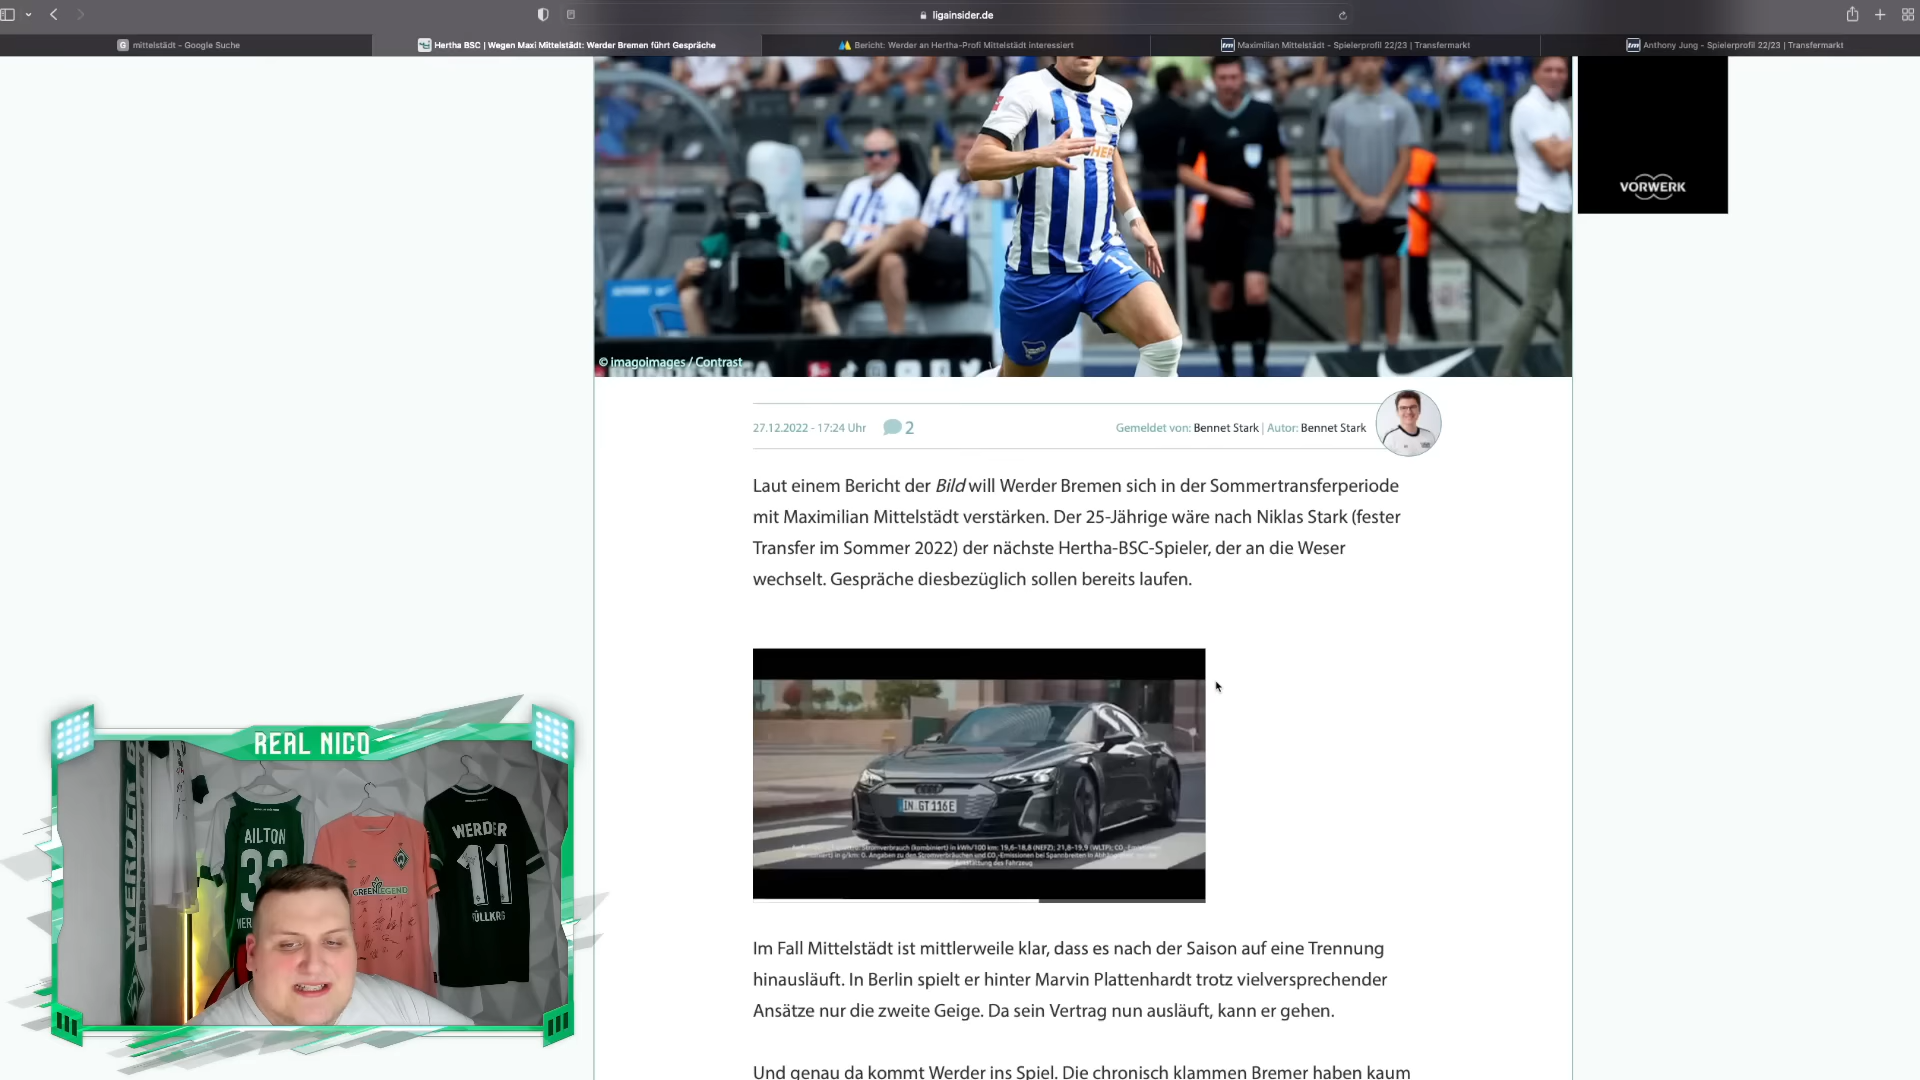 ligainsider.de
mittelstädt - Google Suche
Hertha BSC | Wegen Maxi Mittelstädt: Werder Bremen führt Gespräche
Bericht: Werder an Hertha-Profi Mittelstädt interessiert
Maximilian Mittelstädt - Spielerprofil 22/23 | Transfermarkt
Anthony Jung - Spielerprofil 22/23 | Transfermarkt
VORWERK
© imagoimages / Contrast
27.12.2022 - 17:24 Uhr 2
Gemeldet von: Bennet Stark | Autor: Bennet Stark
Laut einem Bericht der Bild will Werder Bremen sich in der Sommertransferperiode
mit Maximilian Mittelstädt verstärken. Der 25-Jährige wäre nach Niklas Stark (fester
Transfer im Sommer 2022) der nächste Hertha-BSC-Spieler, der an die Weser
wechselt. Gespräche diesbezüglich sollen bereits laufen.
IN GT 116E
Im Fall Mittelstädt ist mittlerweile klar, dass es nach der Saison auf eine Trennung
hinausläuft. In Berlin spielt er hinter Marvin Plattenhardt trotz vielversprechender
Ansätze nur die zweite Geige. Da sein Vertrag nun ausläuft, kann er gehen.
Und genau da kommt Werder ins Spiel. Die chronisch klammen Bremer haben kaum
REAL NICO
AILTON
WERDER
11
GREENLEGEND